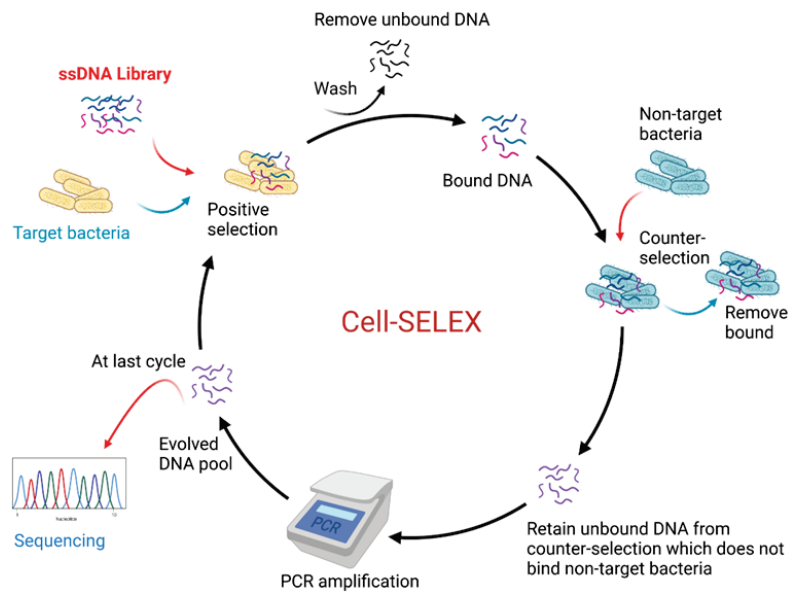 Remove unbound DNA
ssDNA Library
Wash
Non-target
bacteria
Bound DNA
Positive
selection
Target bacteria
Counter-
selection
Remove
bound
Cell-SELEX
At last cycle
Evolved
DNA pool
PCR
Sequencing
PCR amplification
Retain unbound DNA from
counter-selection which does not
bind non-target bacteria